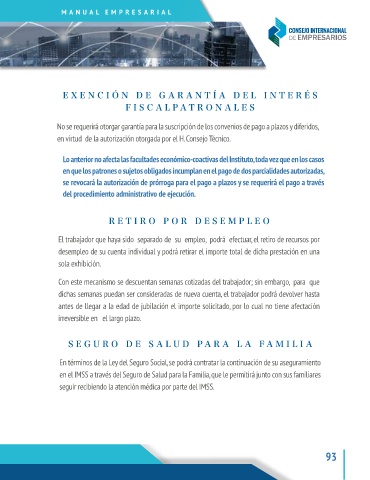 MANUAL EMPRESARIAL
CONSEJO INTERNACIONAL
DE EMPRESARIOS
EXENCIÓN DE GARANTÍA DEL INTERÉS
FISCALPATRONALES
No se requerirá otorgar garantía para la suscripción de los convenios de pago a plazos y diferidos,
en virtud de la autorización otorgada por el H. Consejo Técnico.
Lo anterior no afecta las facultades económico-coactivas del Instituto, toda vez que en los casos
en que los patrones o sujetos obligados incumplan en el pago de dos parcialidades autorizadas,
se revocará la autorización de prórroga para el pago a plazos y se requerirá el pago a través
del procedimiento administrativo de ejecución.
RETIRO POR DESEMPLEO
El trabajador que haya sido separado de su empleo, podrá efectuar, el retiro de recursos por
desempleo de su cuenta individual y podrá retirar el importe total de dicha prestación en una
sola exhibición.
Con este mecanismo se descuentan semanas cotizadas del trabajador; sin embargo, para que
dichas semanas puedan ser consideradas de nueva cuenta, el trabajador podrá devolver hasta
antes de llegar a la edad de jubilación el importe solicitado, por lo cual no tiene afectación
irreversible en el largo plazo.
SEGURO DE SALUD PARA LA FAMILIA
En términos de la Ley del Seguro Social, se podrá contratar la continuación de su aseguramiento
en el IMSS a través del Seguro de Salud para la Familia, que le permitirá junto con sus familiares
seguir recibiendo la atención médica por parte del IMSS.
93